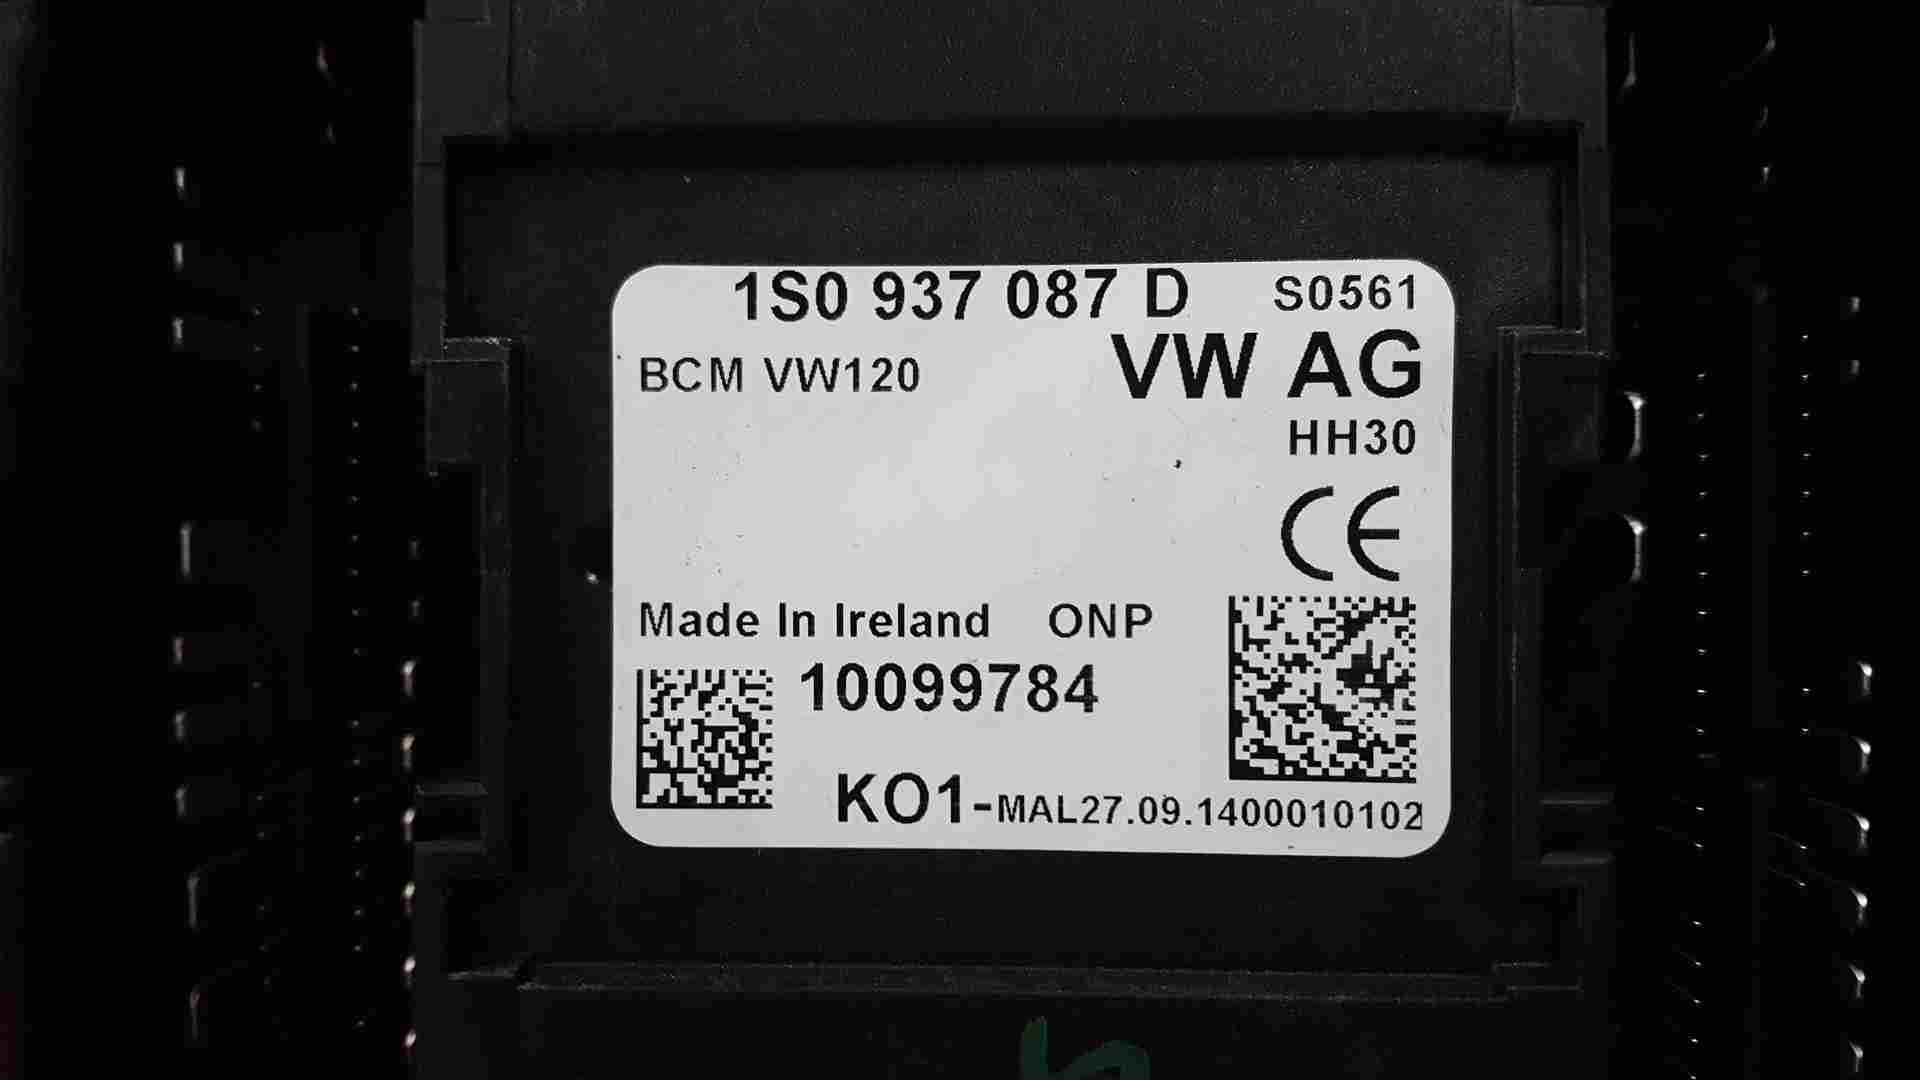 1S0 937 087 D S0561
BCM VW120 VW AG
HH30
CE
Made In Ireland ONP
10099784
KO1-MAL27.09.1400010102